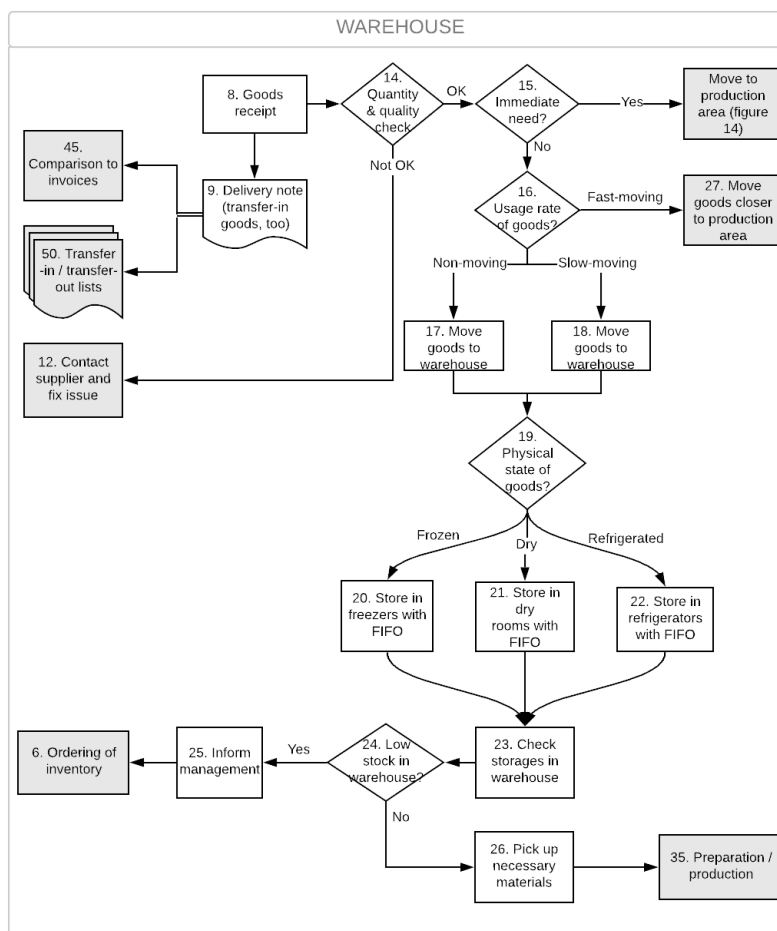 WAREHOUSE
8. Goods
receipt
14.
Quantity
& quality
check
OK
15.
Immediate
need?
Yes
Move to
production
area (figure
14)
45.
Comparison to
invoices
Not OK
No
9. Delivery note
(transfer-in
goods, too)
16.
Usage rate
of goods?
Fast-moving
27. Move
goods closer
to production
area
50. Transfer
-in / transfer-
out lists
Non-moving
Slow-moving
17. Move
goods to
warehouse
18. Move
goods to
warehouse
12. Contact
supplier and
fix issue
19.
Physical
state of
goods?
Frozen
Dry
Refrigerated
20. Store in
freezers with
FIFO
21. Store in
dry
rooms with
FIFO
22. Store in
refrigerators
with FIFO
6. Ordering of
inventory
25. Inform
management
Yes
24. Low
stock in
warehouse?
23. Check
storages in
warehouse
No
26. Pick up
necessary
materials
35. Preparation /
production